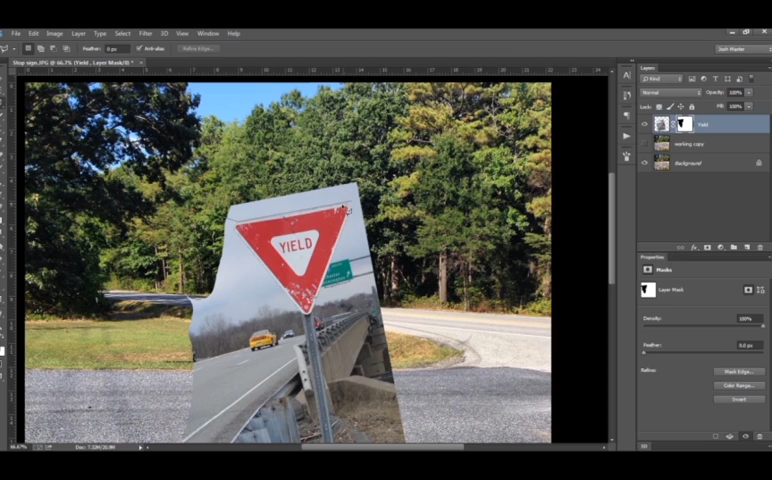 File Edit Image Layer Type Select Filter 3D View Window Help
Feather: 0 px Anti-alias Refine Edge...
Josh Master
Stop sign.JPG @ 66.7% (Yield , Layer Mask/8) *
YIELD
Layers
Kind
Normal Opacity: 100%
Lock: Fill: 100%
Yield
working copy
Background
Properties
Masks
Layer Mask
Density: 100%
Feather: 0.0 px
Refine: Mask Edge...
Color Range...
Invert
66.67%